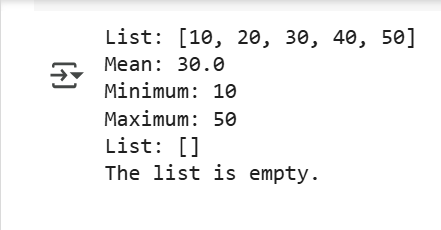 List: [10, 20, 30, 40, 50]
Mean: 30.0
Minimum: 10
Maximum: 50
List: []
The list is empty.